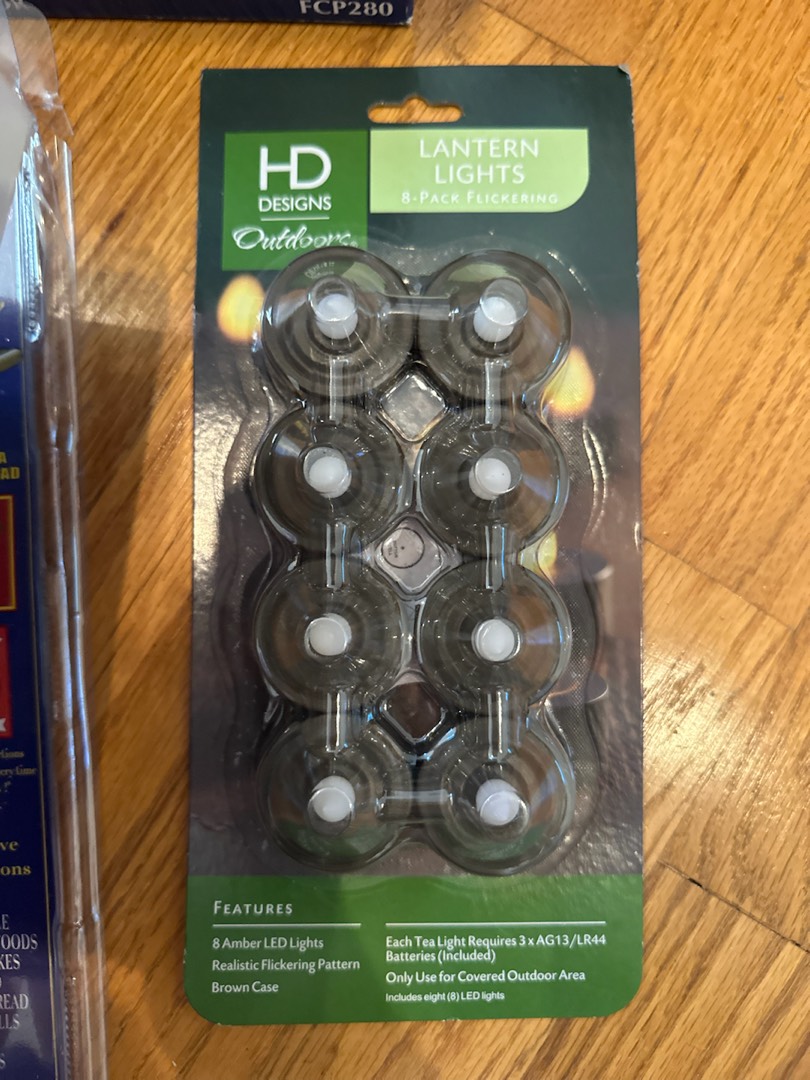 FCP280
HD
DESIGNS
Outdoors
LANTERN
LIGHTS
8-PACK FLICKERING
FEATURES
8 Amber LED Lights
Realistic Flickering Pattern
Brown Case
Each Tea Light Requires 3 x AG13/LR44
Batteries (Included)
Only Use for Covered Outdoor Area
Includes eight (8) LED lights